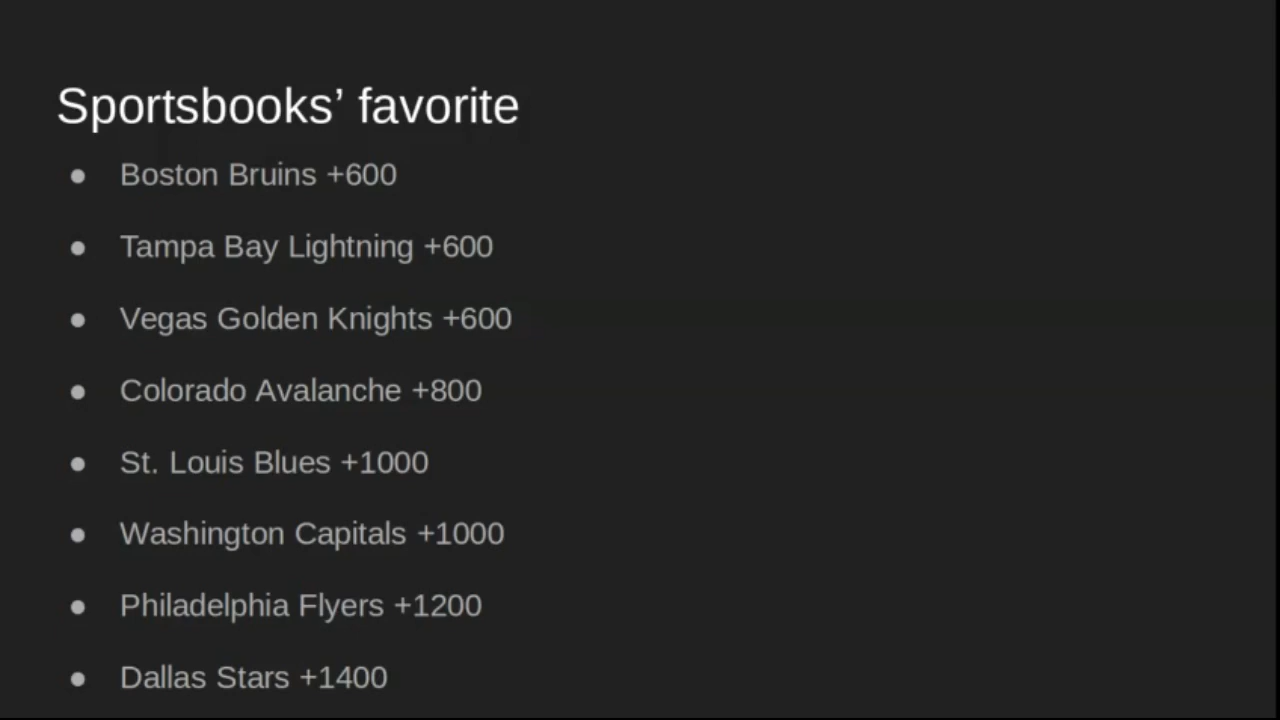 Sportsbooks’ favorite
● Boston Bruins +600
● Tampa Bay Lightning +600
● Vegas Golden Knights +600
● Colorado Avalanche +800
● St. Louis Blues +1000
● Washington Capitals +1000
● Philadelphia Flyers +1200
● Dallas Stars +1400